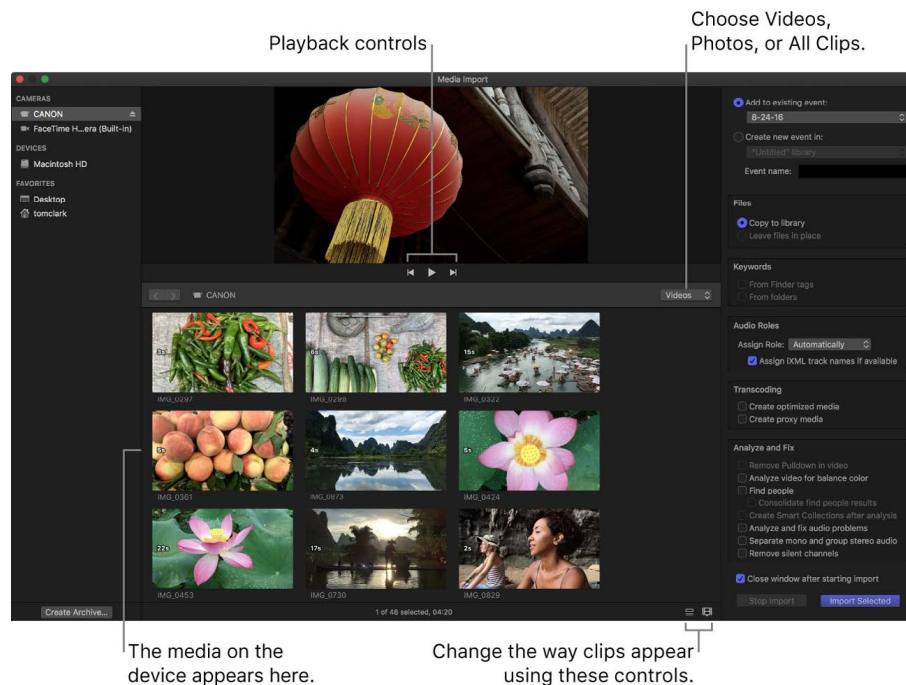 Choose Videos,
Photos, or All Clips.
Playback controls
Media Import
CAMERAS
CANON
FaceTime H...era (Built-in)
DEVICES
Macintosh HD
FAVORITES
Desktop
tomclark
Add to existing event:
8-24-16
Create new event in:
"Untitled" library
Event name:
Files
Copy to library
Leave files in place
Keywords
From Finder tags
From folders
Audio Roles
Assign Role: Automatically
Assign iXML track names if available
Transcoding
Create optimized media
Create proxy media
Analyze and Fix
Remove Pulldown in video
Analyze video for balance color
Find people
Consolidate find people results
Create Smart Collections after analysis
Analyze and fix audio problems
Separate mono and group stereo audio
Remove silent channels
Close window after starting import
Stop Import Import Selected
CANON Videos
3s 6s 15s
IMG_0297 IMG_0298 IMG_0322
5s 4s 5s
IMG_0361 IMG_0873 IMG_0424
22s 17s 2s
IMG_0453 IMG_0730 IMG_0829
Create Archive... 1 of 48 selected, 04:20
The media on the
device appears here.
Change the way clips appear
using these controls.